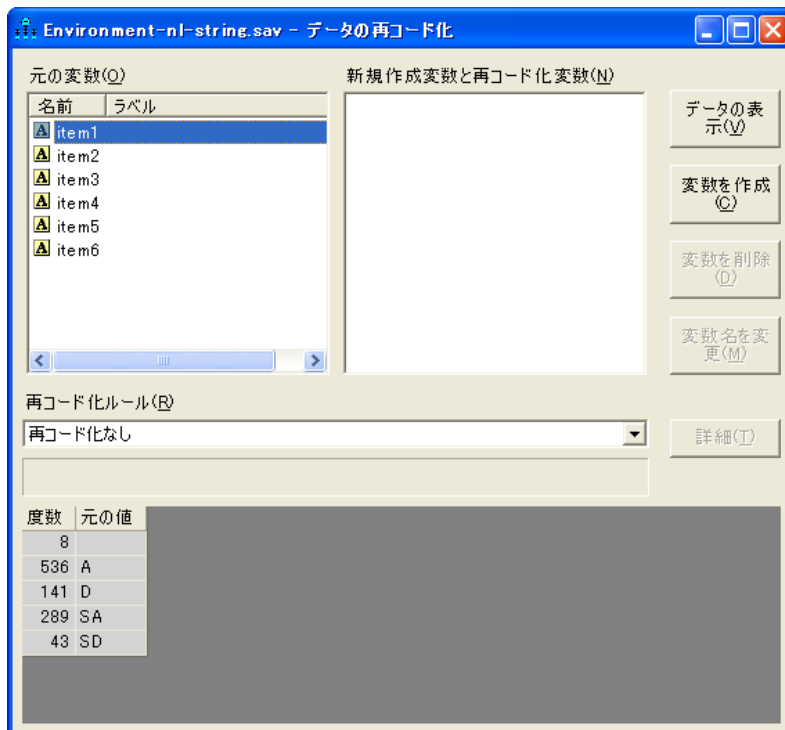 Environment-nl-string.sav - データの再コード化
元の変数(O)
名前 ラベル
item1
item2
item3
item4
item5
item6
新規作成変数と再コード化変数(N)
データの表
示(V)
変数を作成
(C)
変数を削除
(D)
変数名を変
更(M)
再コード化ルール(R)
再コード化なし
詳細(T)
度数 元の値
8
536 A
141 D
289 SA
43 SD